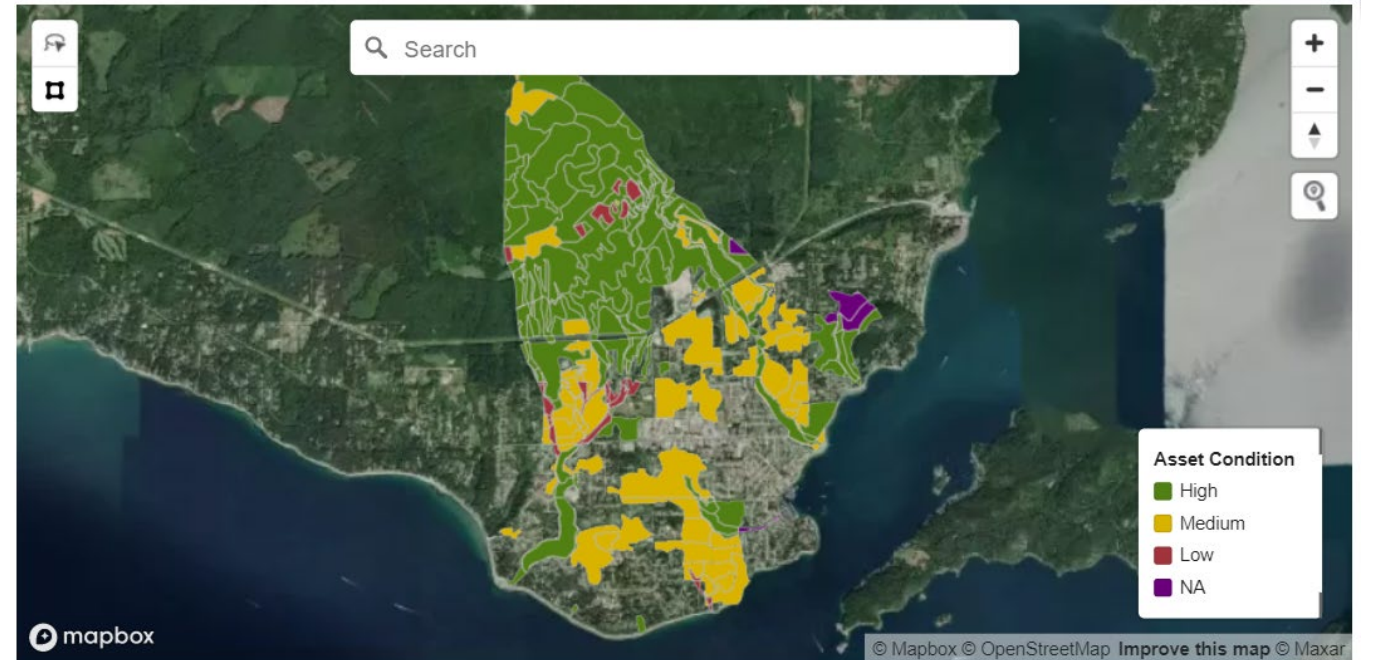 Search
Asset Condition
High
Medium
Low
NA
mapbox
© Mapbox © OpenStreetMap Improve this map © Maxar